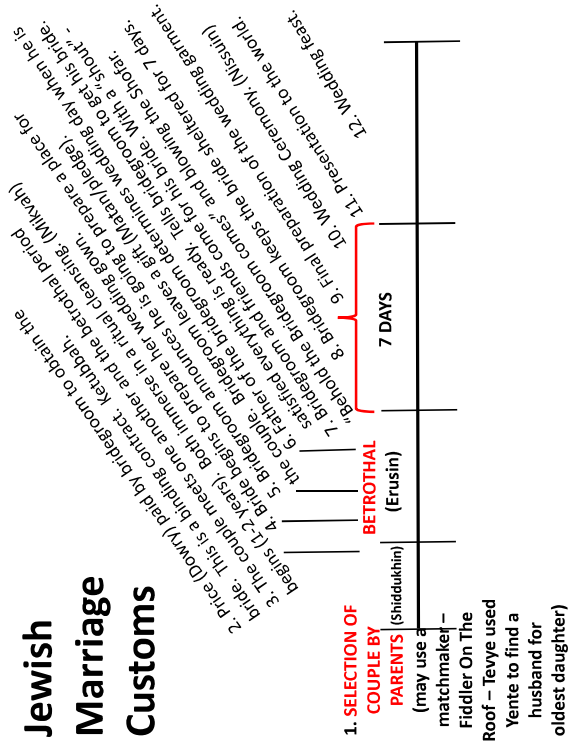 Jewish
Marriage
Customs
1. SELECTION OF
COUPLE BY
PARENTS (Shiddukhin)
(may use a
matchmaker –
Fiddler On The
Roof – Tevye used
Yente to find a
husband for
oldest daughter)
2. Price (Dowry) paid by bridegroom to obtain the
bride. This is a binding contract. Ketubbah.
3. The couple meets one another and the betrothal period
begins (1-2 years). Both immerse in a ritual cleansing. (Mikvah)
4. Bride begins to prepare her wedding gown.
5. Bridegroom announces he is going to prepare a place for
the couple. Bridegroom leaves a gift (Matan/pledge).
6. Father of the bridegroom determines wedding day when he is
satisfied everything is ready. Tells bridegroom to get his bride.
7. Bridegroom and friends come for his bride. With a "shout" –
"Behold the Bridegroom comes" and blowing the Shofar.
8. Bridegroom keeps the bride sheltered for 7 days.
9. Final preparation of the wedding garment.
10. Wedding Ceremony. (Nissuin)
11. Presentation to the world.
12. Wedding feast.
BETROTHAL
(Erusin)
7 DAYS